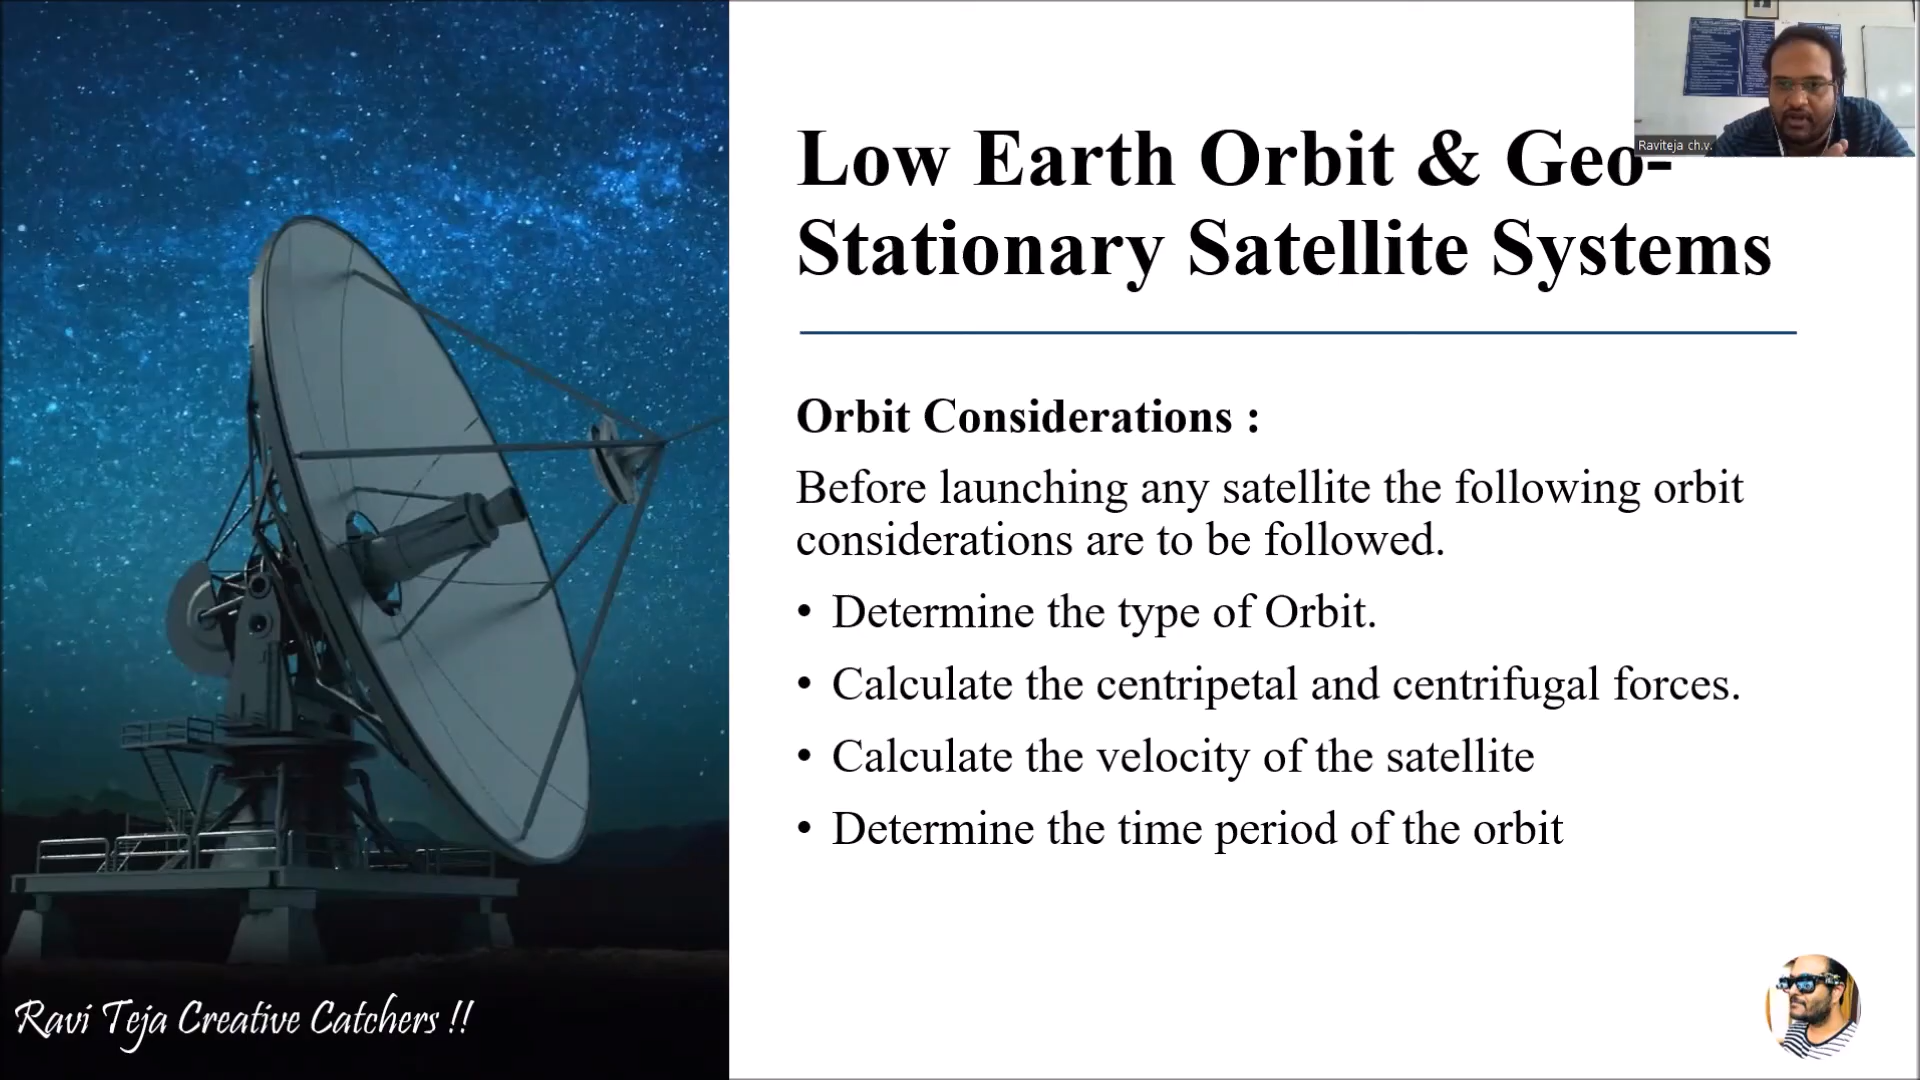 Low Earth Orbit & Geo-
Stationary Satellite Systems
Raviteja ch.v.
Orbit Considerations :
Before launching any satellite the following orbit
considerations are to be followed.
• Determine the type of Orbit.
• Calculate the centripetal and centrifugal forces.
• Calculate the velocity of the satellite
• Determine the time period of the orbit
Ravi Teja Creative Catchers !!